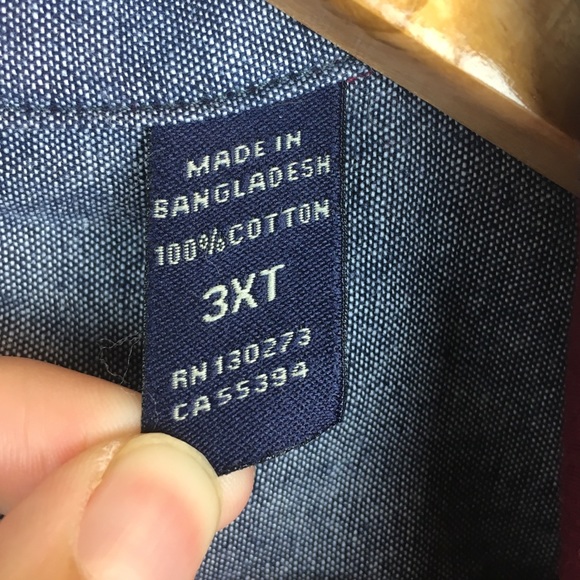 MADE IN
BANGLADESH
100% COTTON
3XT
RN 130273
CA 55394